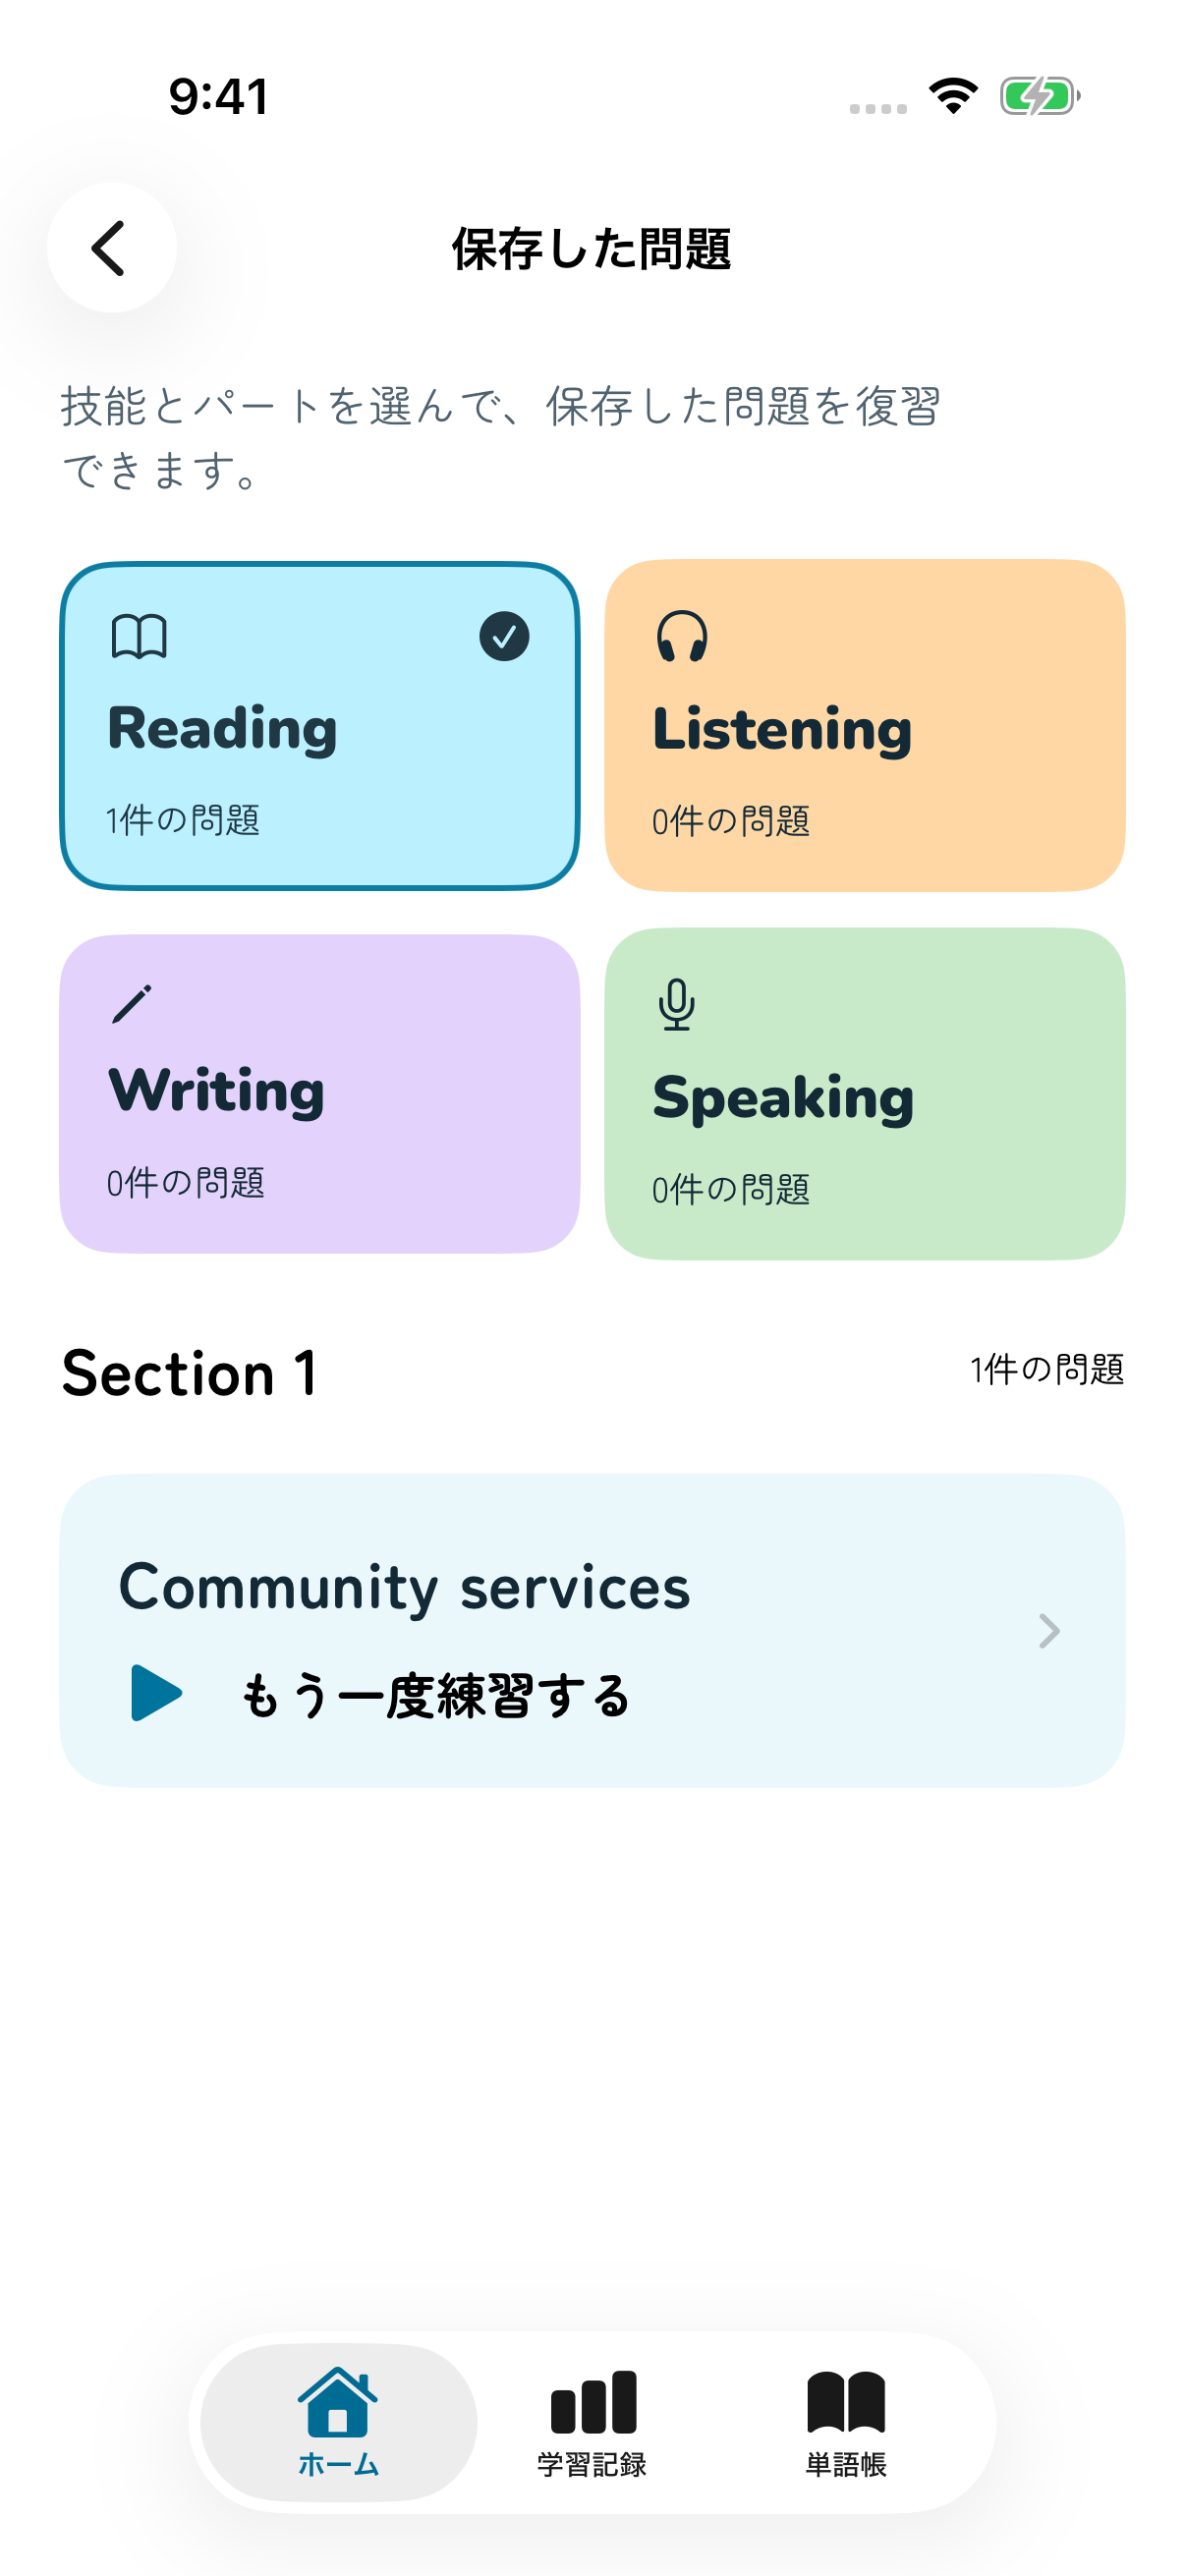 9:41
保存した問題
技能とパートを選んで、保存した問題を復習
できます。
Reading
1件の問題
Listening
0件の問題
Writing
0件の問題
Speaking
0件の問題
Section 1
1件の問題
Community services
もう一度練習する
ホーム
学習記録
単語帳